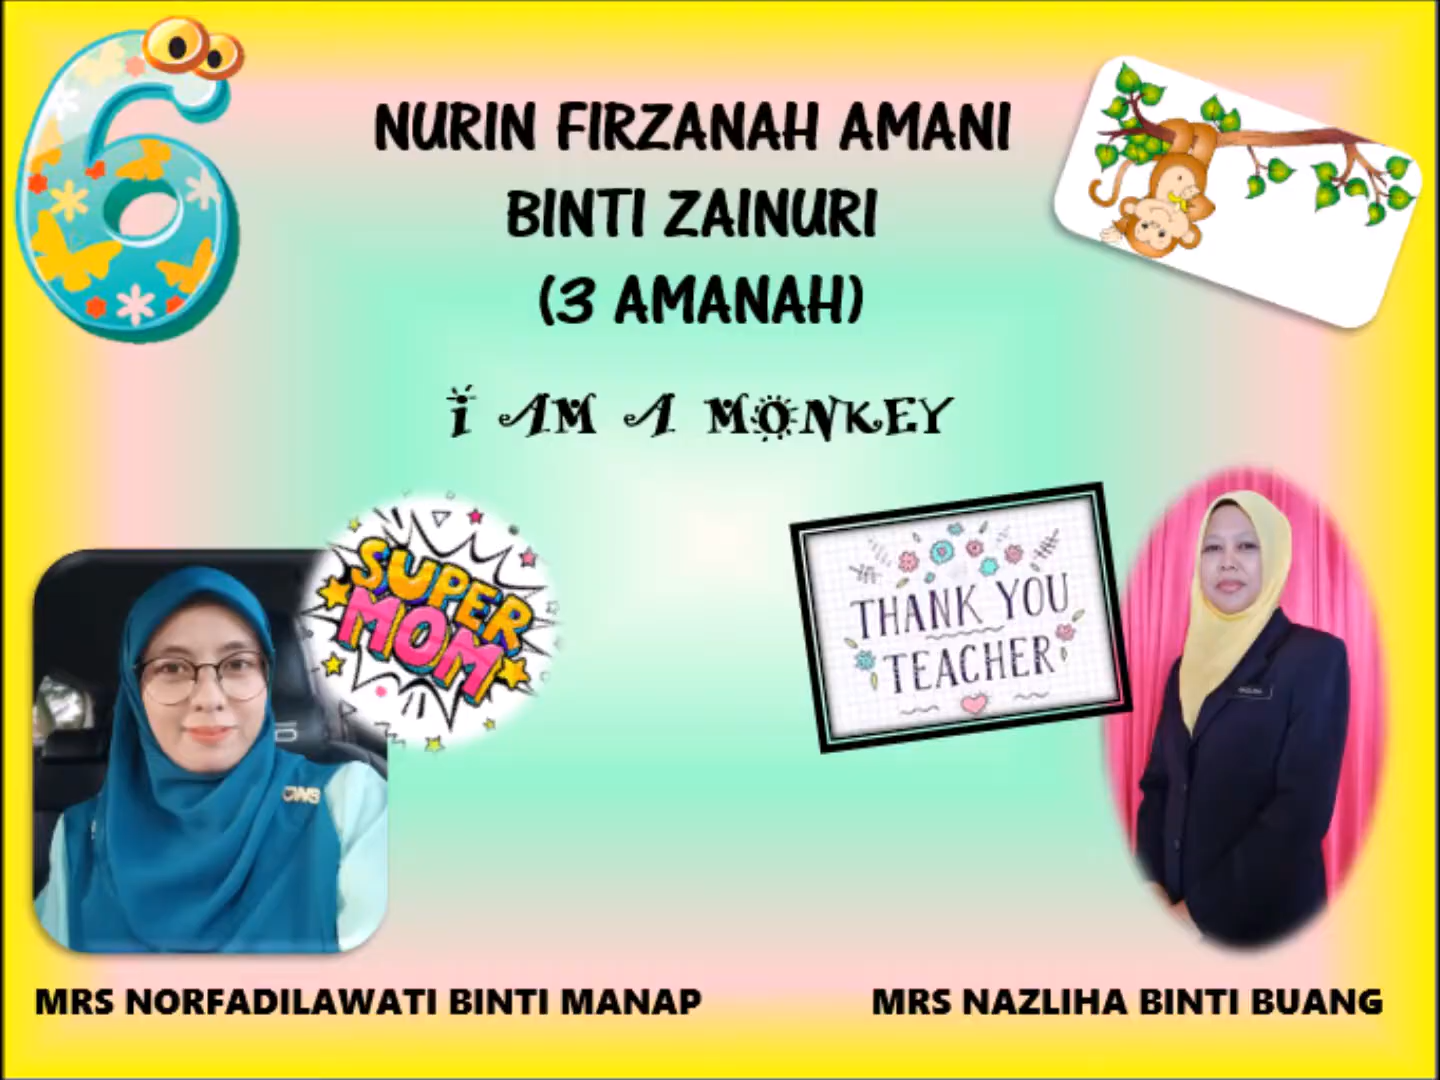 6
NURIN FIRZANAH AMANI
BINTI ZAINURI
(3 AMANAH)
i AM A MONKEY
SUPER
MOM
THANK YOU
TEACHER
MRS NORFADILAWATI BINTI MANAP
MRS NAZLIHA BINTI BUANG